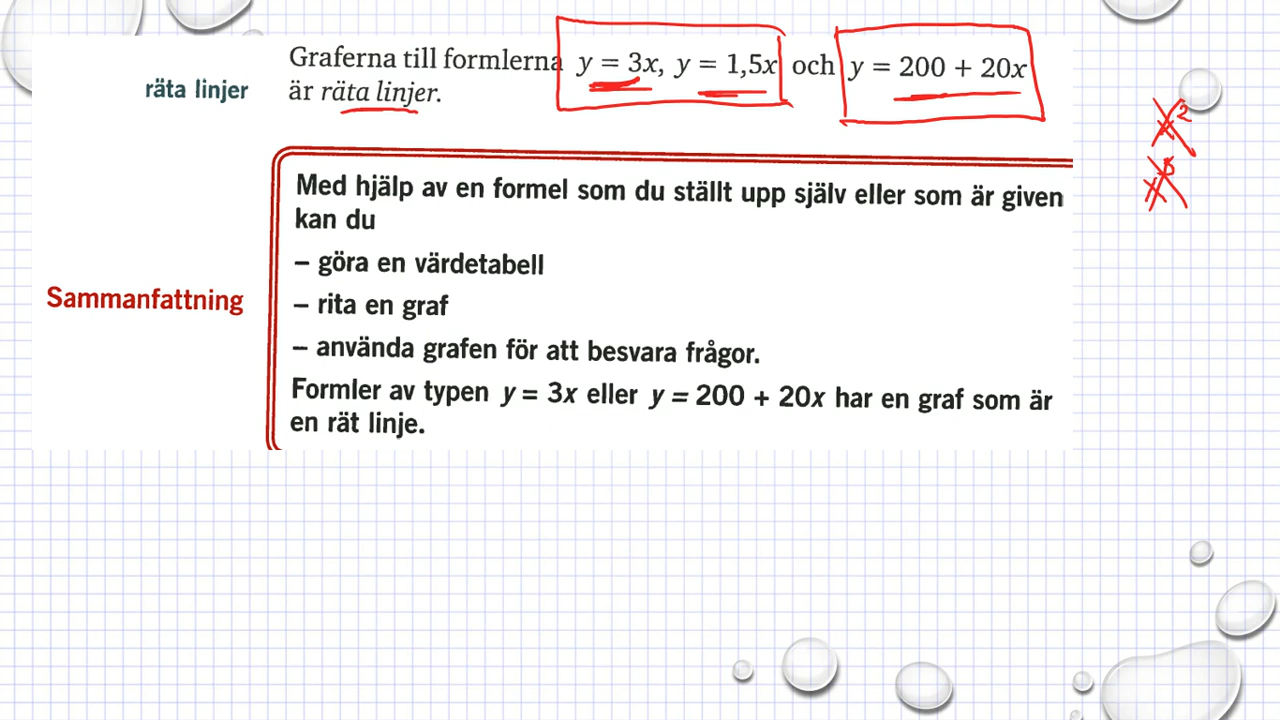 Graferna till formlerna y = 3x, y = 1,5x och y = 200 + 20x
räta linjer
är räta linjer.
Med hjälp av en formel som du ställt upp själv eller som är given
kan du
– göra en värdetabell
Sammanfattning
– rita en graf
– använda grafen för att besvara frågor.
Formler av typen y = 3x eller y = 200 + 20x har en graf som är
en rät linje.